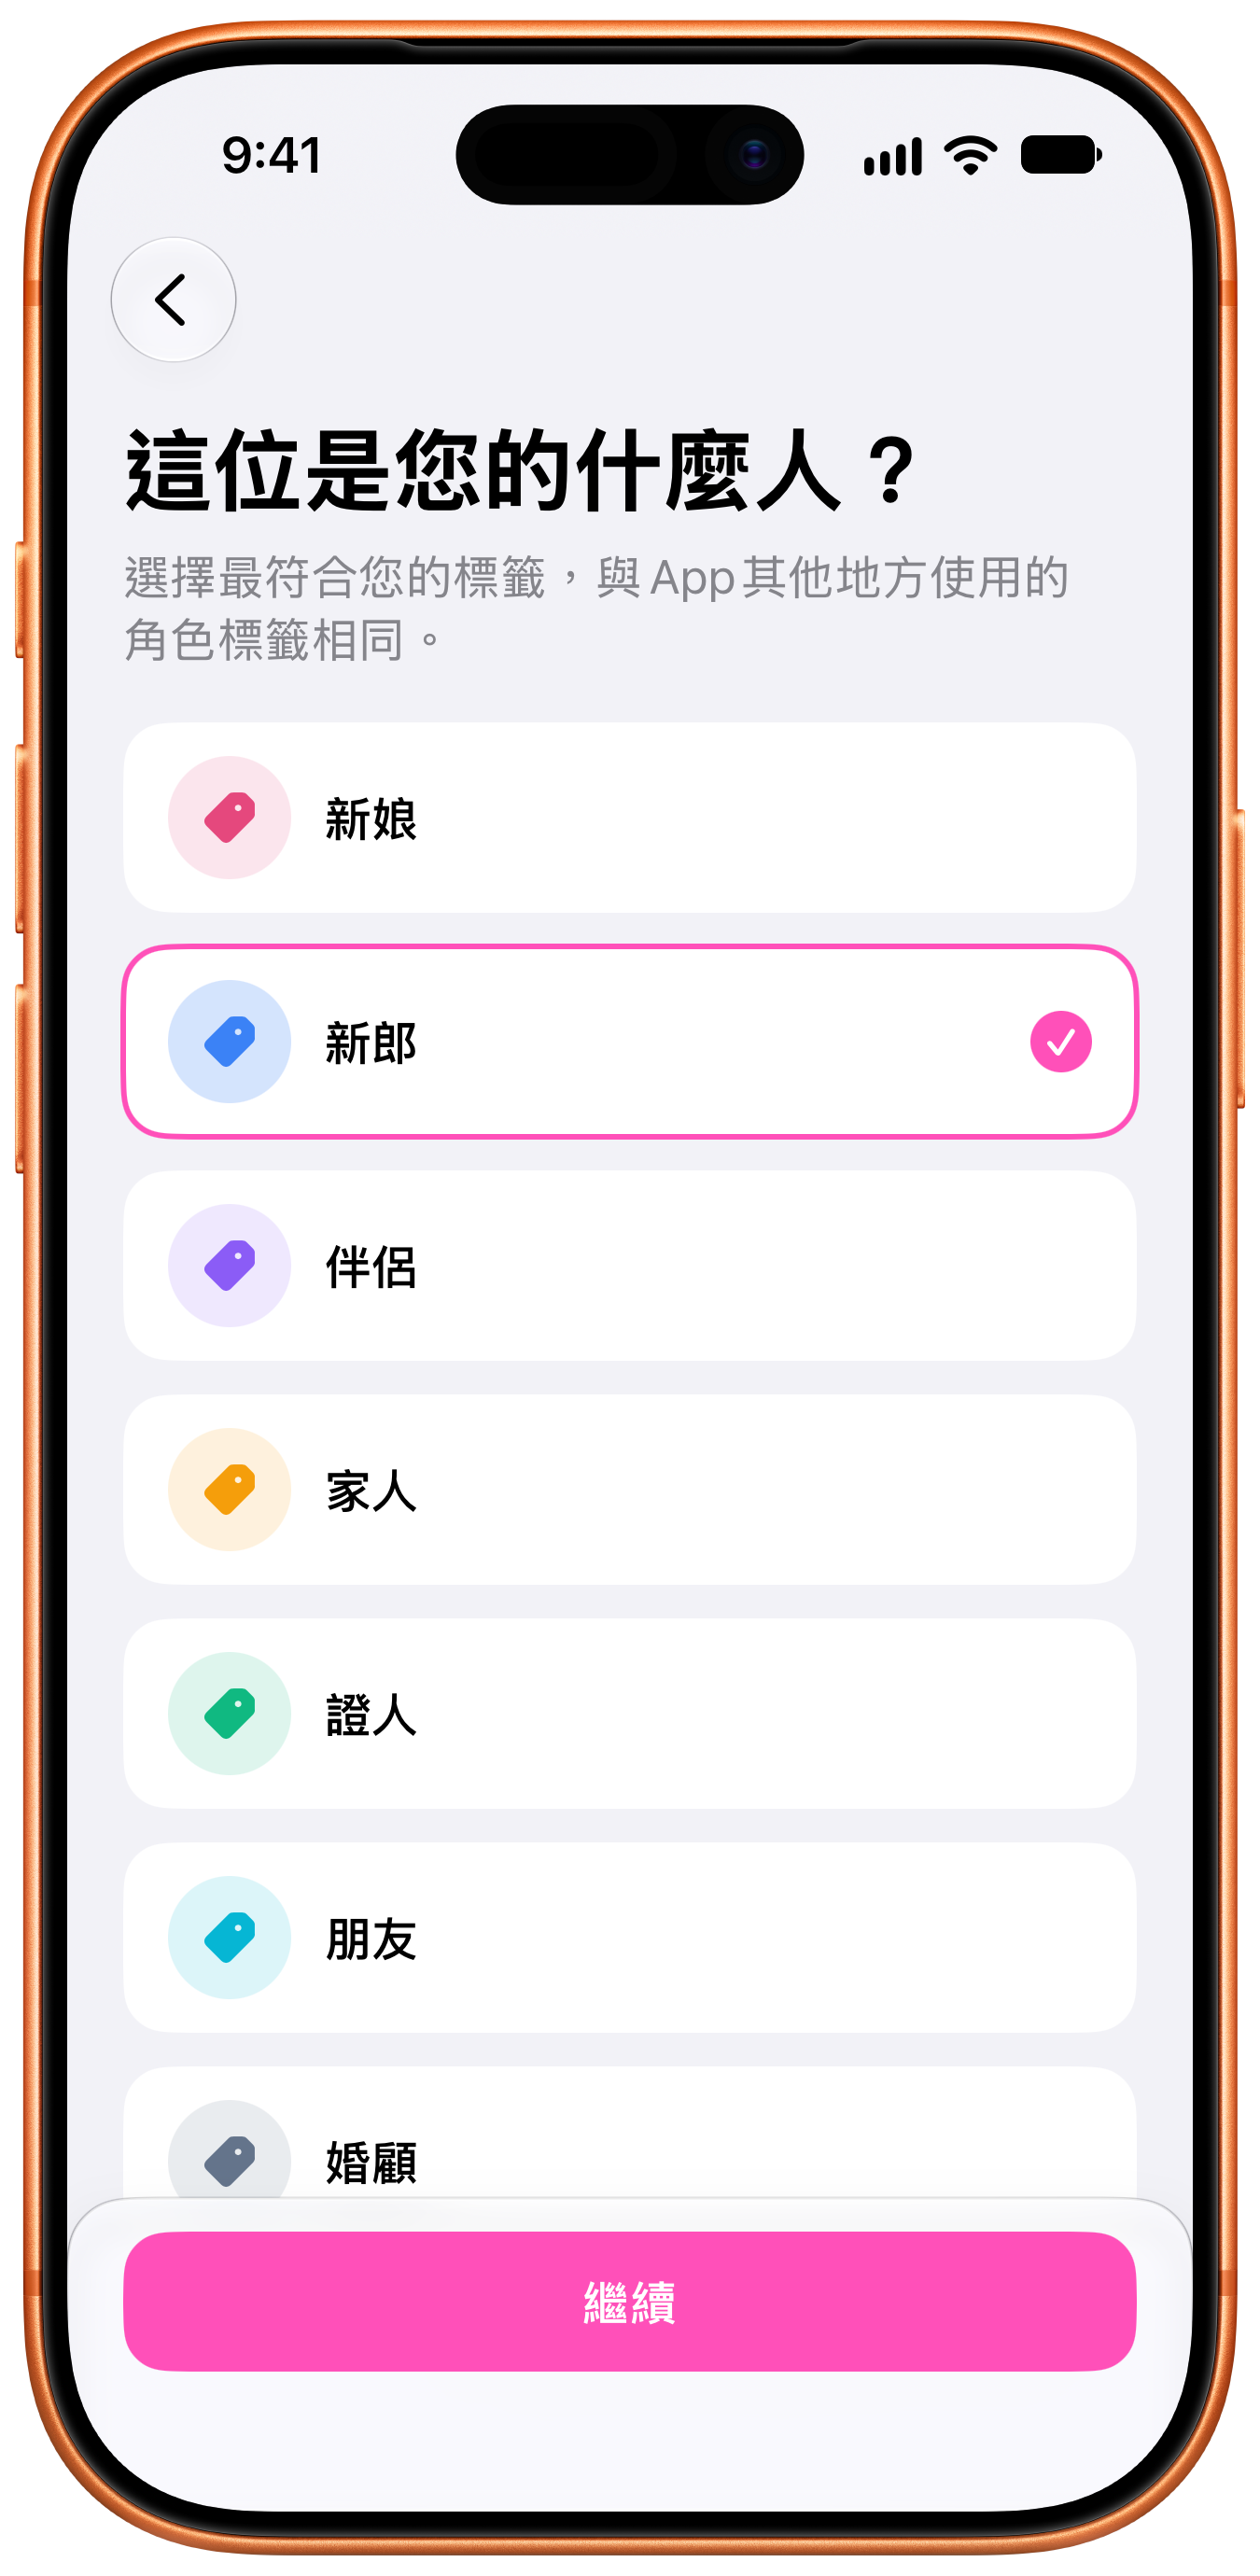 9:41
這位是您的什麼人？
選擇最符合您的標籤，與 App 其他地方使用的
角色標籤相同。
新娘
新郎
伴侶
家人
證人
朋友
婚顧
繼續